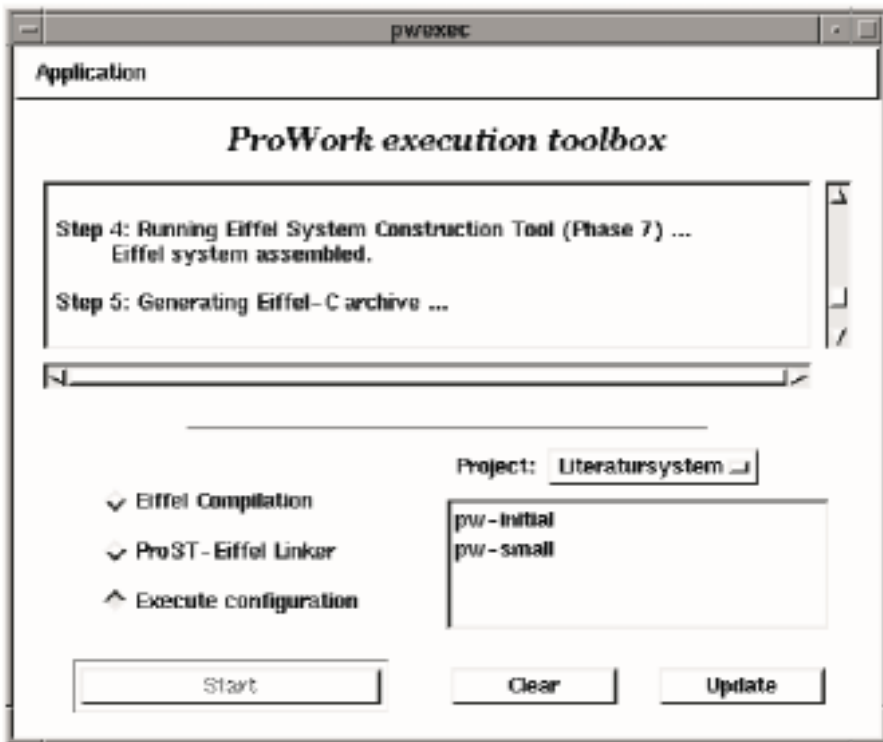 pwexec
Application
ProWork execution toolbox
Step 4: Running Eiffel System Construction Tool (Phase 7) ...
Eiffel system assembled.
Step 5: Generating Eiffel-C archive ...
Project: Literatursystem
Eiffel Compilation
ProST-Eiffel Linker
Execute configuration
pw-initial
pw-small
Start
Clear
Update